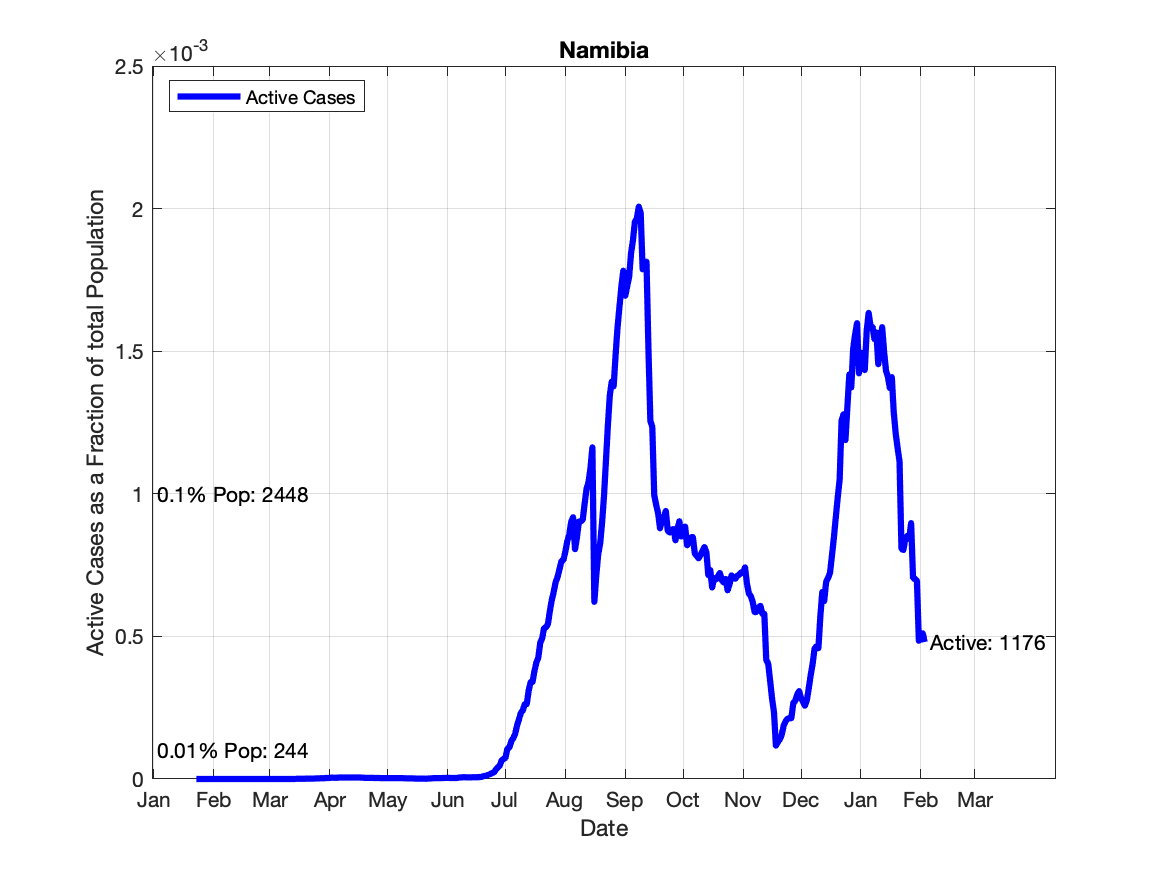 Namibia
×10-3
2.5
2
1.5
1
0.5
0
Active Cases
0.1% Pop: 2448
0.01% Pop: 244
Active: 1176
Active Cases as a Fraction of total Population
Jan Feb Mar Apr May Jun Jul Aug Sep Oct Nov Dec Jan Feb Mar
Date